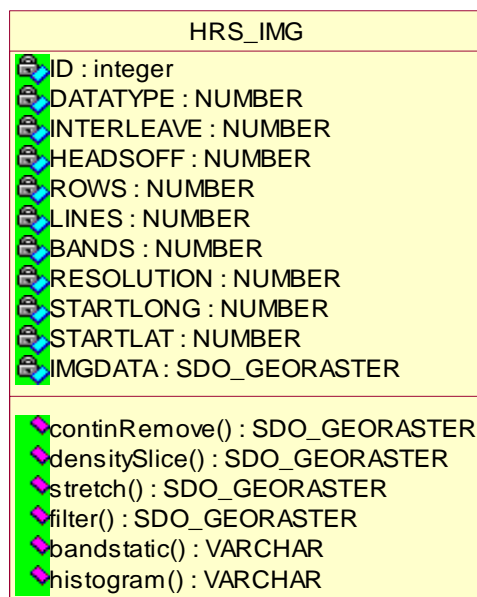 HRS_IMG
ID : integer
DATATYPE : NUMBER
INTERLEAVE : NUMBER
HEADSOFF : NUMBER
ROWS : NUMBER
LINES : NUMBER
BANDS : NUMBER
RESOLUTION : NUMBER
STARTLONG : NUMBER
STARTLAT : NUMBER
IMGDATA : SDO_GEORASTER
continRemove() : SDO_GEORASTER
densitySlice() : SDO_GEORASTER
stretch() : SDO_GEORASTER
filter() : SDO_GEORASTER
bandstatic() : VARCHAR
histogram() : VARCHAR